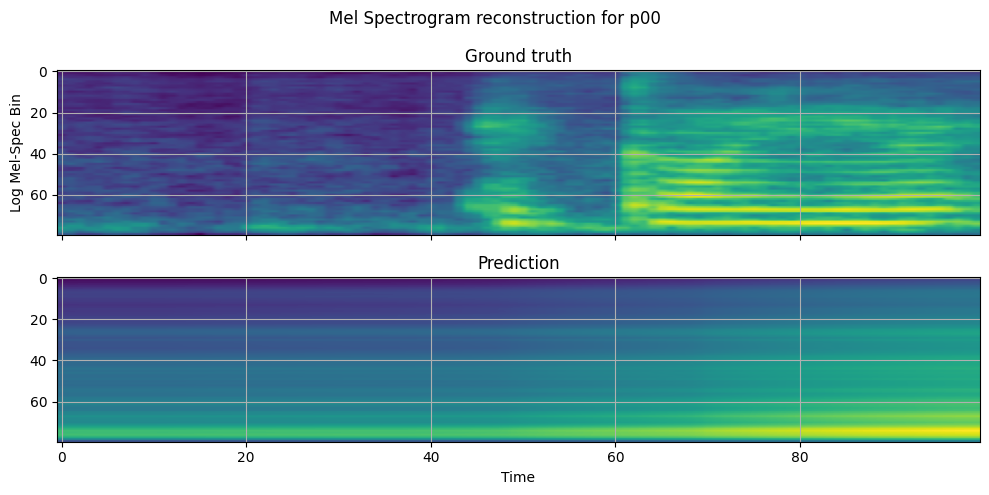 Mel Spectrogram reconstruction for p00
Ground truth
0
20
40
60
Log Mel-Spec Bin
Prediction
0
20
40
60
0 20 40 60 80
Time